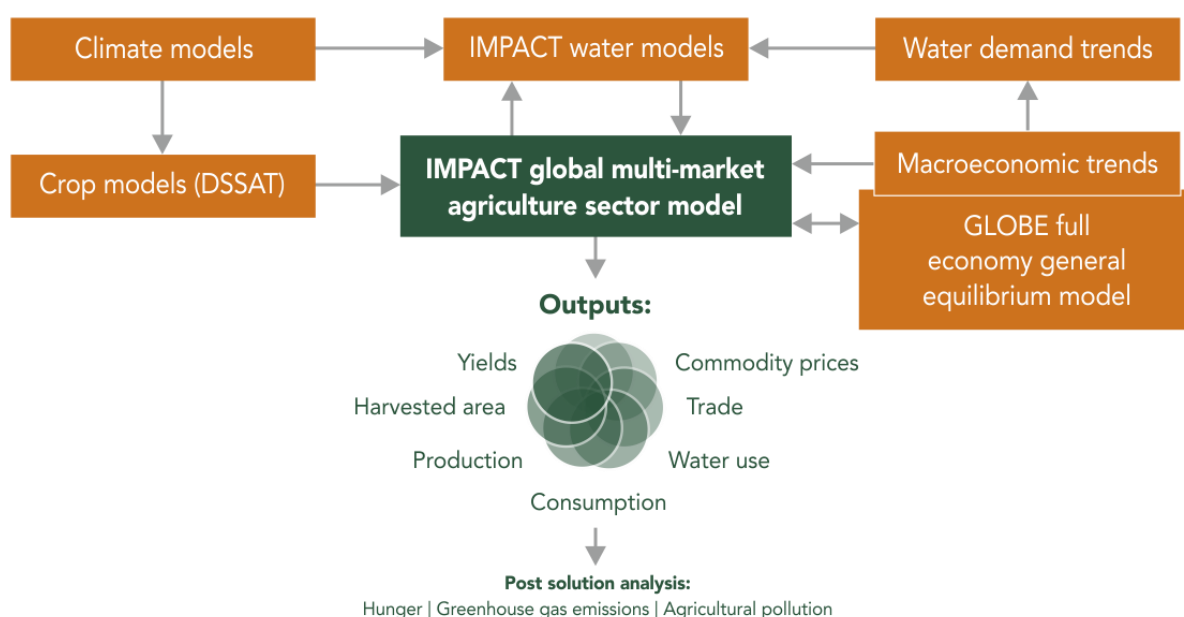 Climate models
IMPACT water models
Water demand trends
Crop models (DSSAT)
IMPACT global multi-market
agriculture sector model
Macroeconomic trends
GLOBE full
economy general
equilibrium model
Outputs:
Yields
Commodity prices
Harvested area
Trade
Production
Water use
Consumption
Post solution analysis:
Hunger | Greenhouse gas emissions | Agricultural pollution